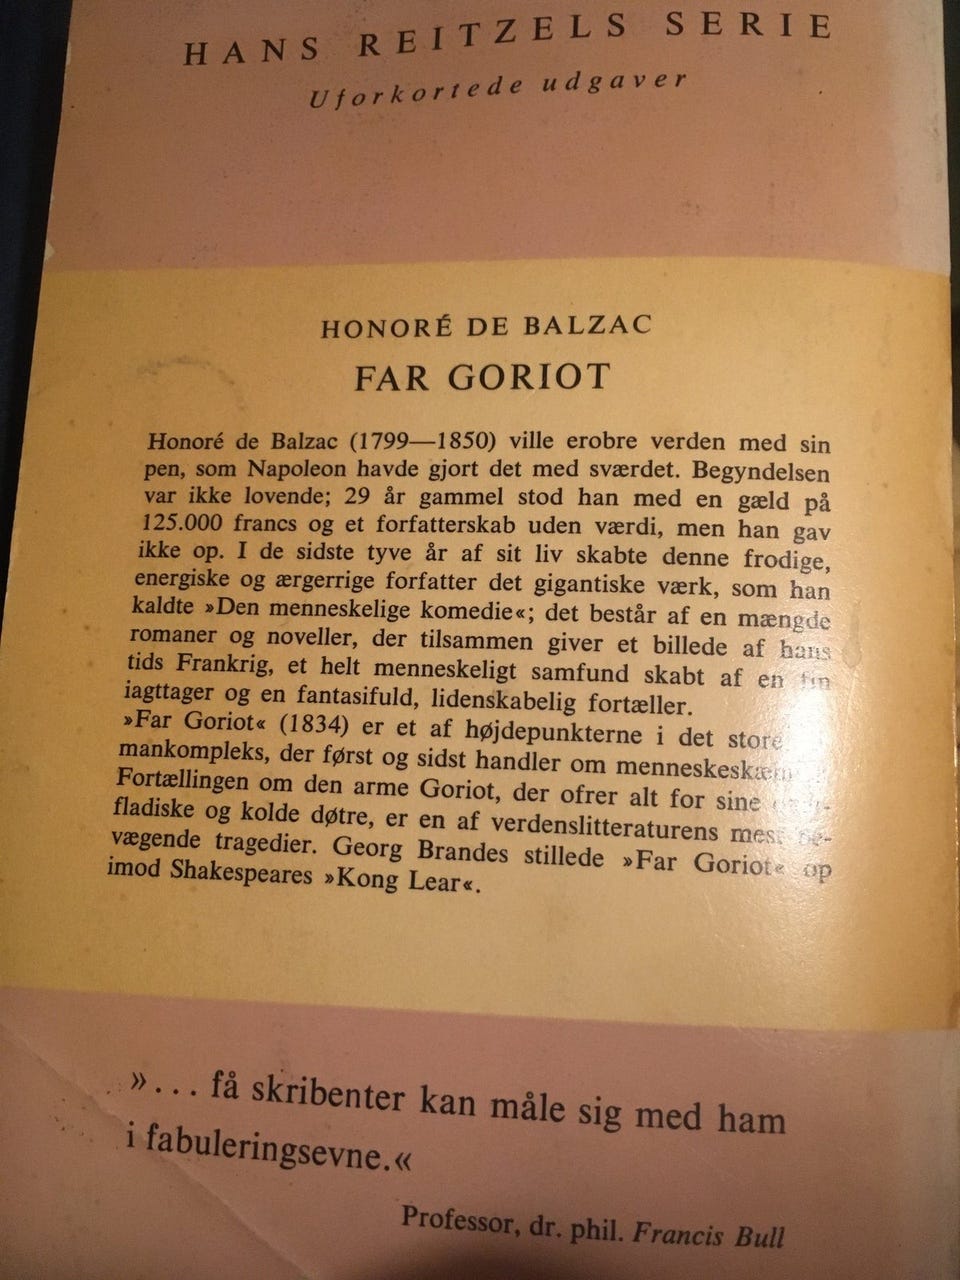 HANS REITZELS SERIE
Uforkortede udgaver
HONORÉ DE BALZAC
FAR GORIOT
Honoré de Balzac (1799—1850) ville erobre verden med sin
pen, som Napoleon havde gjort det med sværdet. Begyndelsen
var ikke lovende; 29 år gammel stod han med en gæld på
125.000 francs og et forfatterskab uden værdi, men han gav
ikke op. I de sidste tyve år af sit liv skabte denne frodige,
energiske og ærgerrige forfatter det gigantiske værk, som han
kaldte »Den menneskelige komedie«; det består af en mængde
romaner og noveller, der tilsammen giver et billede af hans
tids Frankrig, et helt menneskeligt samfund skabt af en fin
iagttager og en fantasifuld, lidenskabelig fortæller.
»Far Goriot« (1834) er et af højdepunkterne i det store
mankompleks, der først og sidst handler om
Fortællingen om den arme Goriot, der ofrer alt for sine
fladiske og kolde døtre, er en af verdenslitteraturens mest be-
vægende tragedier. Georg Brandes stillede »Far Goriot« op
imod Shakespeares »Kong Lear«.
»... få skribenter kan måle sig med ham
i fabuleringsevne.«
Professor, dr. phil. Francis Bull